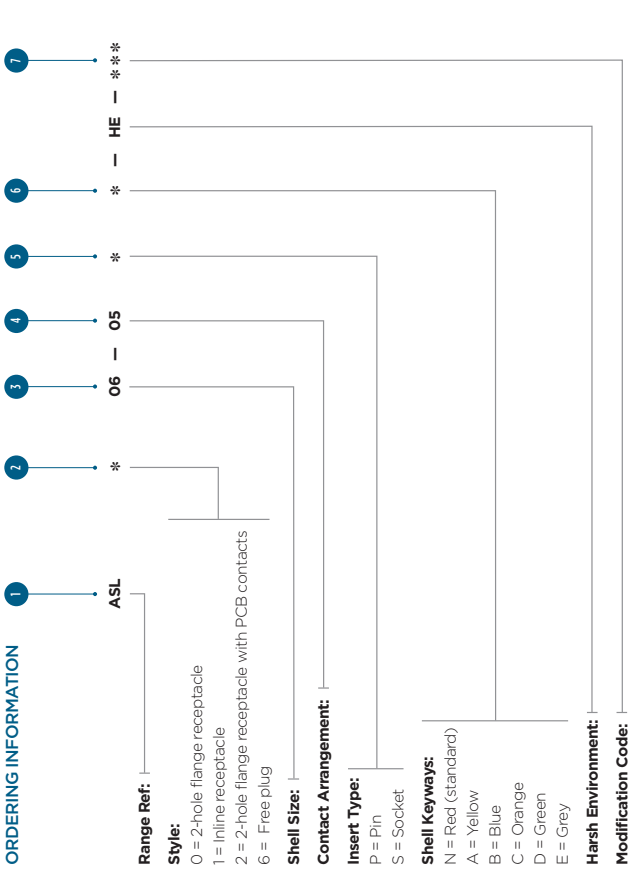 ORDERING INFORMATION
1 2 3 4 5 6 7
ASL * 06 – 05 * * – HE – ***
Range Ref:
Style:
0 = 2-hole flange receptacle
1 = Inline receptacle
2 = 2-hole flange receptacle with PCB contacts
6 = Free plug
Shell Size:
Contact Arrangement:
Insert Type:
P = Pin
S = Socket
Shell Keyways:
N = Red (standard)
A = Yellow
B = Blue
C = Orange
D = Green
E = Grey
Harsh Environment:
Modification Code: